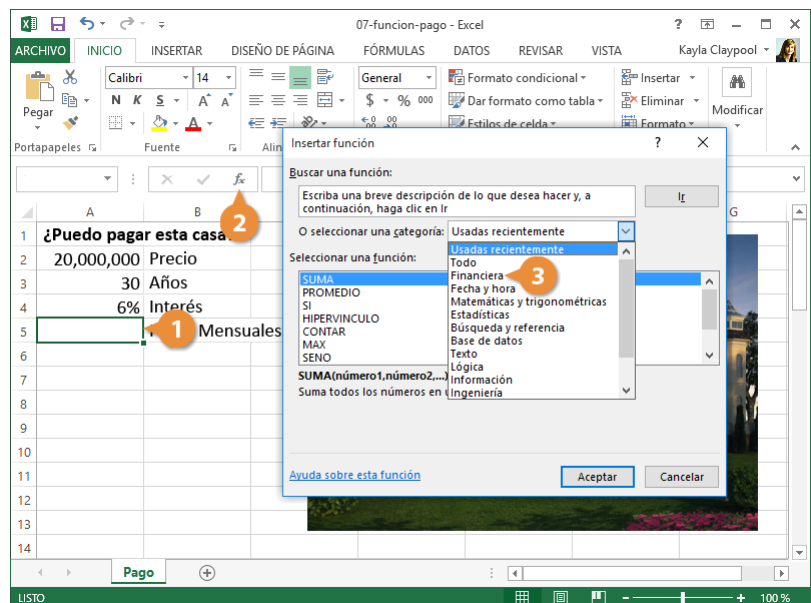 07-funcion-pago - Excel
?
ARCHIVO INICIO INSERTAR DISEÑO DE PÁGINA FÓRMULAS DATOS REVISAR VISTA Kayla Claypool
Pegar
Calibri 14
N K S A A
A
General
$ % 000
Formato condicional
Dar formato como tabla
Estilos de celda
Insertar
Eliminar
Formato
Modificar
Portapapeles Fuente Alin
fx
A B G
1 ¿Puedo pagar esta casa?
2 20,000,000 Precio
3 30 Años
4 6% Interés
5 Mensuales
6
7
8
9
10
11
12
13
14
1
2
3
Insertar función ?
Buscar una función:
Escriba una breve descripción de lo que desea hacer y, a
continuación, haga clic en Ir
Ir
O seleccionar una categoría: Usadas recientemente
Usadas recientemente
Todo
Financiera
Fecha y hora
Matemáticas y trigonométricas
Estadísticas
Búsqueda y referencia
Base de datos
Texto
Lógica
Información
Ingeniería
Seleccionar una función:
SUMA
PROMEDIO
SI
HIPERVINCULO
CONTAR
MAX
SENO
SUMA(número1,número2,...)
Suma todos los números en
Ayuda sobre esta función
Aceptar Cancelar
Pago
LISTO 100 %